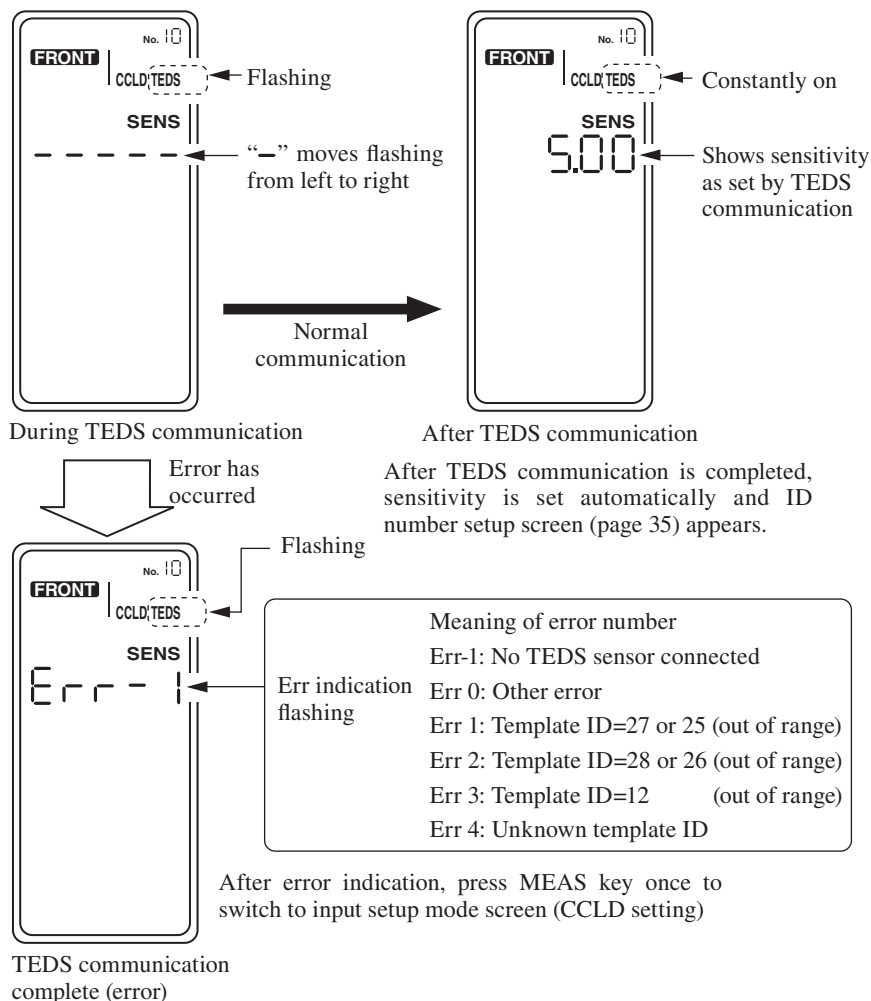 No. 10
FRONT
CCLD TEDS
Flashing
SENS
– – – – –
“–” moves flashing
from left to right
During TEDS communication
Normal
communication
No. 10
FRONT
CCLD TEDS
Constantly on
SENS
5.00
Shows sensitivity
as set by TEDS
communication
After TEDS communication
After TEDS communication is completed,
sensitivity is set automatically and ID
number setup screen (page 35) appears.
Error has
occurred
No. 10
FRONT
CCLD TEDS
Flashing
SENS
Err-1
Err indication
flashing
Meaning of error number
Err-1: No TEDS sensor connected
Err 0: Other error
Err 1: Template ID=27 or 25 (out of range)
Err 2: Template ID=28 or 26 (out of range)
Err 3: Template ID=12 (out of range)
Err 4: Unknown template ID
After error indication, press MEAS key once to
switch to input setup mode screen (CCLD setting)
TEDS communication
complete (error)